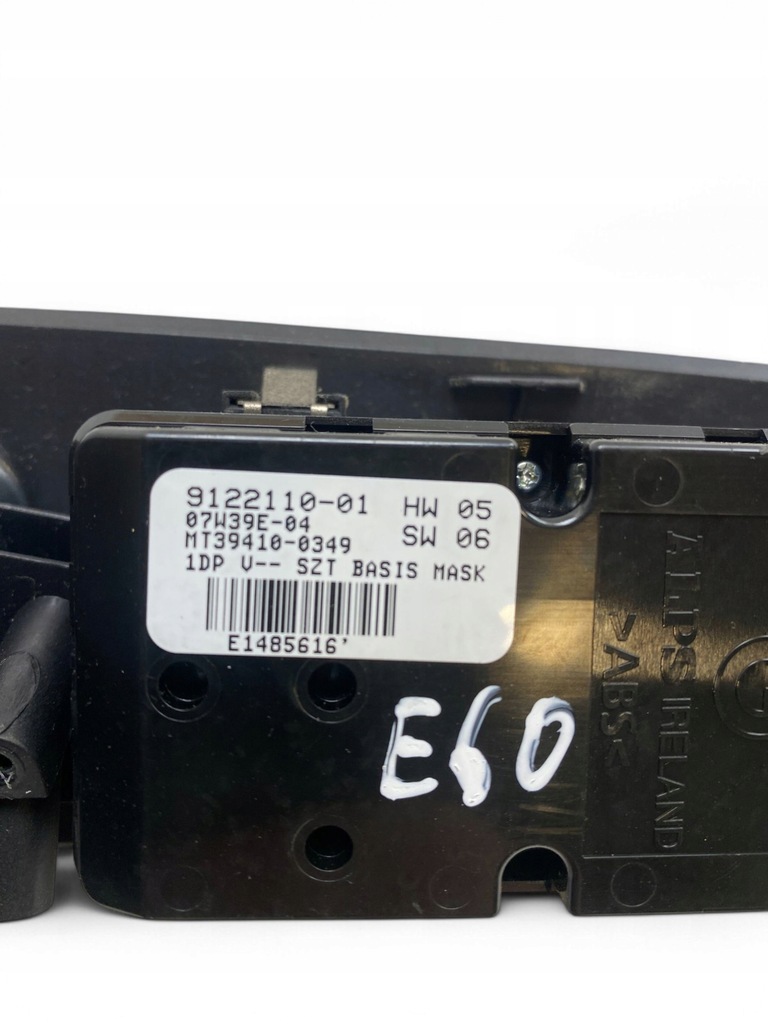 9122110-01 HW 05
07W39E-04
MT39410-0349 SW 06
1DP V-- SZT BASIS MASK
E1485616'
E60
ALPS IRELAND
>ABS<